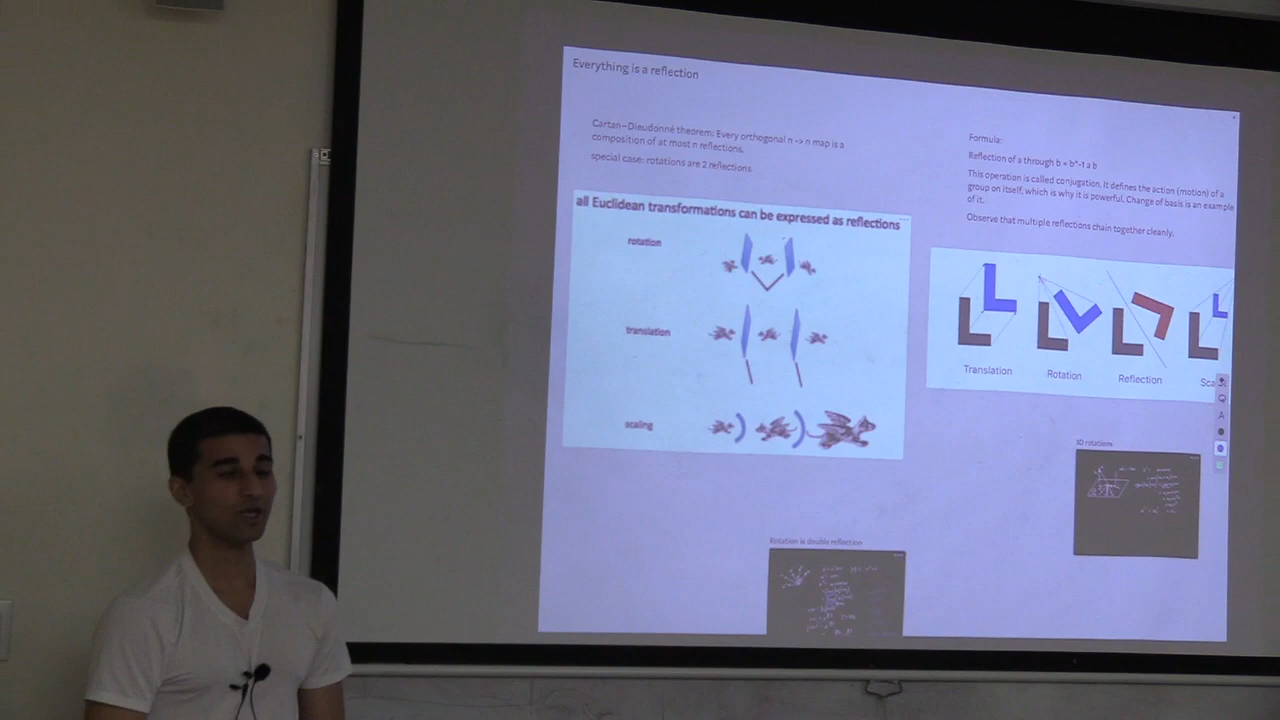 Everything is a reflection
Cartan–Dieudonné theorem: Every orthogonal n -> n map is a
composition of at most n reflections.
special case: rotations are 2 reflections
all Euclidean transformations can be expressed as reflections
rotation
translation
scaling
Formula:
Reflection of a through b = b^-1 a b
This operation is called conjugation. It defines the action (motion) of a
group on itself, which is why it is powerful. Change of basis is an example
of it.
Observe that multiple reflections chain together cleanly.
Translation
Rotation
Reflection
Sca
3D rotations
Rotation is double reflection